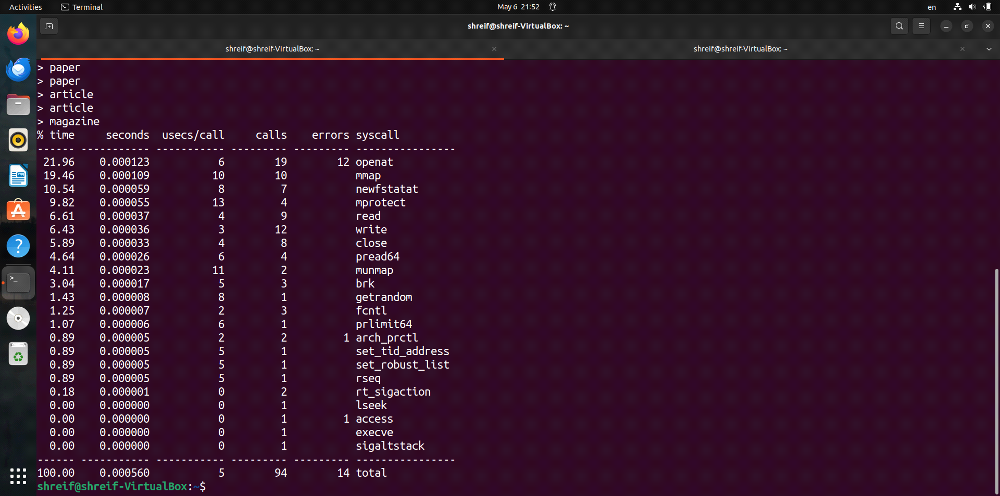 Activities Terminal May 6 21:52 en
shreif@shreif-VirtualBox: ~
shreif@shreif-VirtualBox: ~ shreif@shreif-VirtualBox: ~
> paper
> paper
> article
> article
> magazine
% time     seconds  usecs/call     calls    errors syscall
------ ----------- ----------- --------- --------- ----------------
 21.96    0.000123           6        19        12 openat
 19.46    0.000109          10        10           mmap
 10.54    0.000059           8         7           newfstatat
  9.82    0.000055          13         4           mprotect
  6.61    0.000037           4         9           read
  6.43    0.000036           3        12           write
  5.89    0.000033           4         8           close
  4.64    0.000026           6         4           pread64
  4.11    0.000023          11         2           munmap
  3.04    0.000017           5         3           brk
  1.43    0.000008           8         1           getrandom
  1.25    0.000007           2         3           fcntl
  1.07    0.000006           6         1           prlimit64
  0.89    0.000005           2         2         1 arch_prctl
  0.89    0.000005           5         1           set_tid_address
  0.89    0.000005           5         1           set_robust_list
  0.89    0.000005           5         1           rseq
  0.18    0.000001           0         2           rt_sigaction
  0.00    0.000000           0         1           lseek
  0.00    0.000000           0         1         1 access
  0.00    0.000000           0         1           execve
  0.00    0.000000           0         1           sigaltstack
------ ----------- ----------- --------- --------- ----------------
100.00    0.000560           5        94        14 total
shreif@shreif-VirtualBox:~$